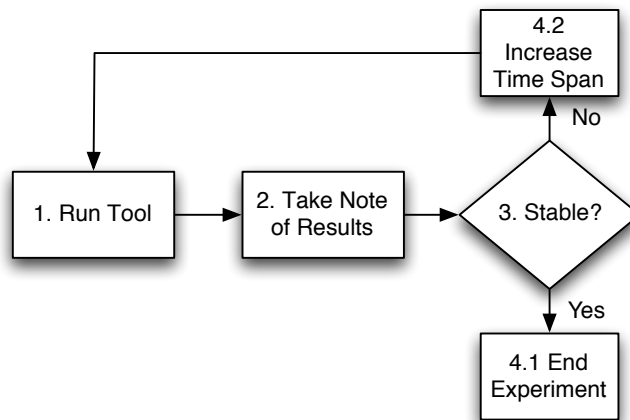 4.2
Increase
Time Span
No
1. Run Tool
2. Take Note
of Results
3. Stable?
Yes
4.1 End
Experiment